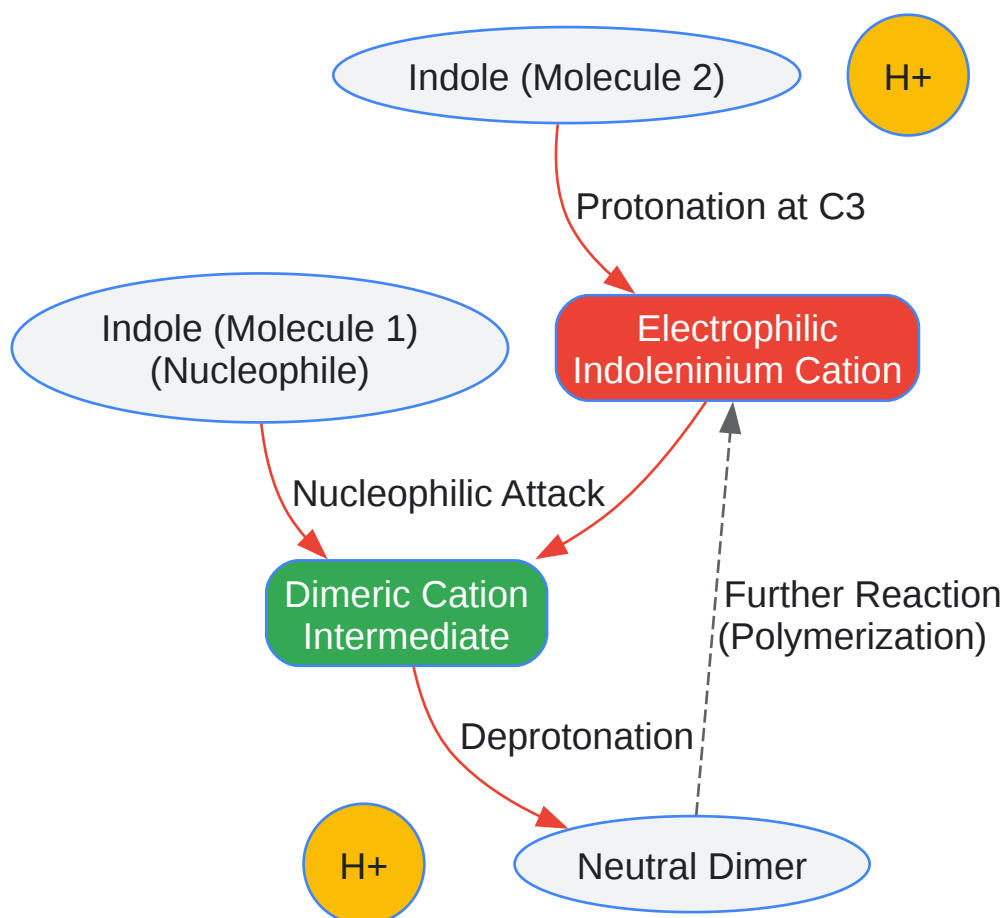 Indole (Molecule 2)
H+
Protonation at C3
Indole (Molecule 1)
(Nucleophile)
Electrophilic
Indoleninium Cation
Nucleophilic Attack
Dimeric Cation
Intermediate
Further Reaction
(Polymerization)
Deprotonation
H+
Neutral Dimer